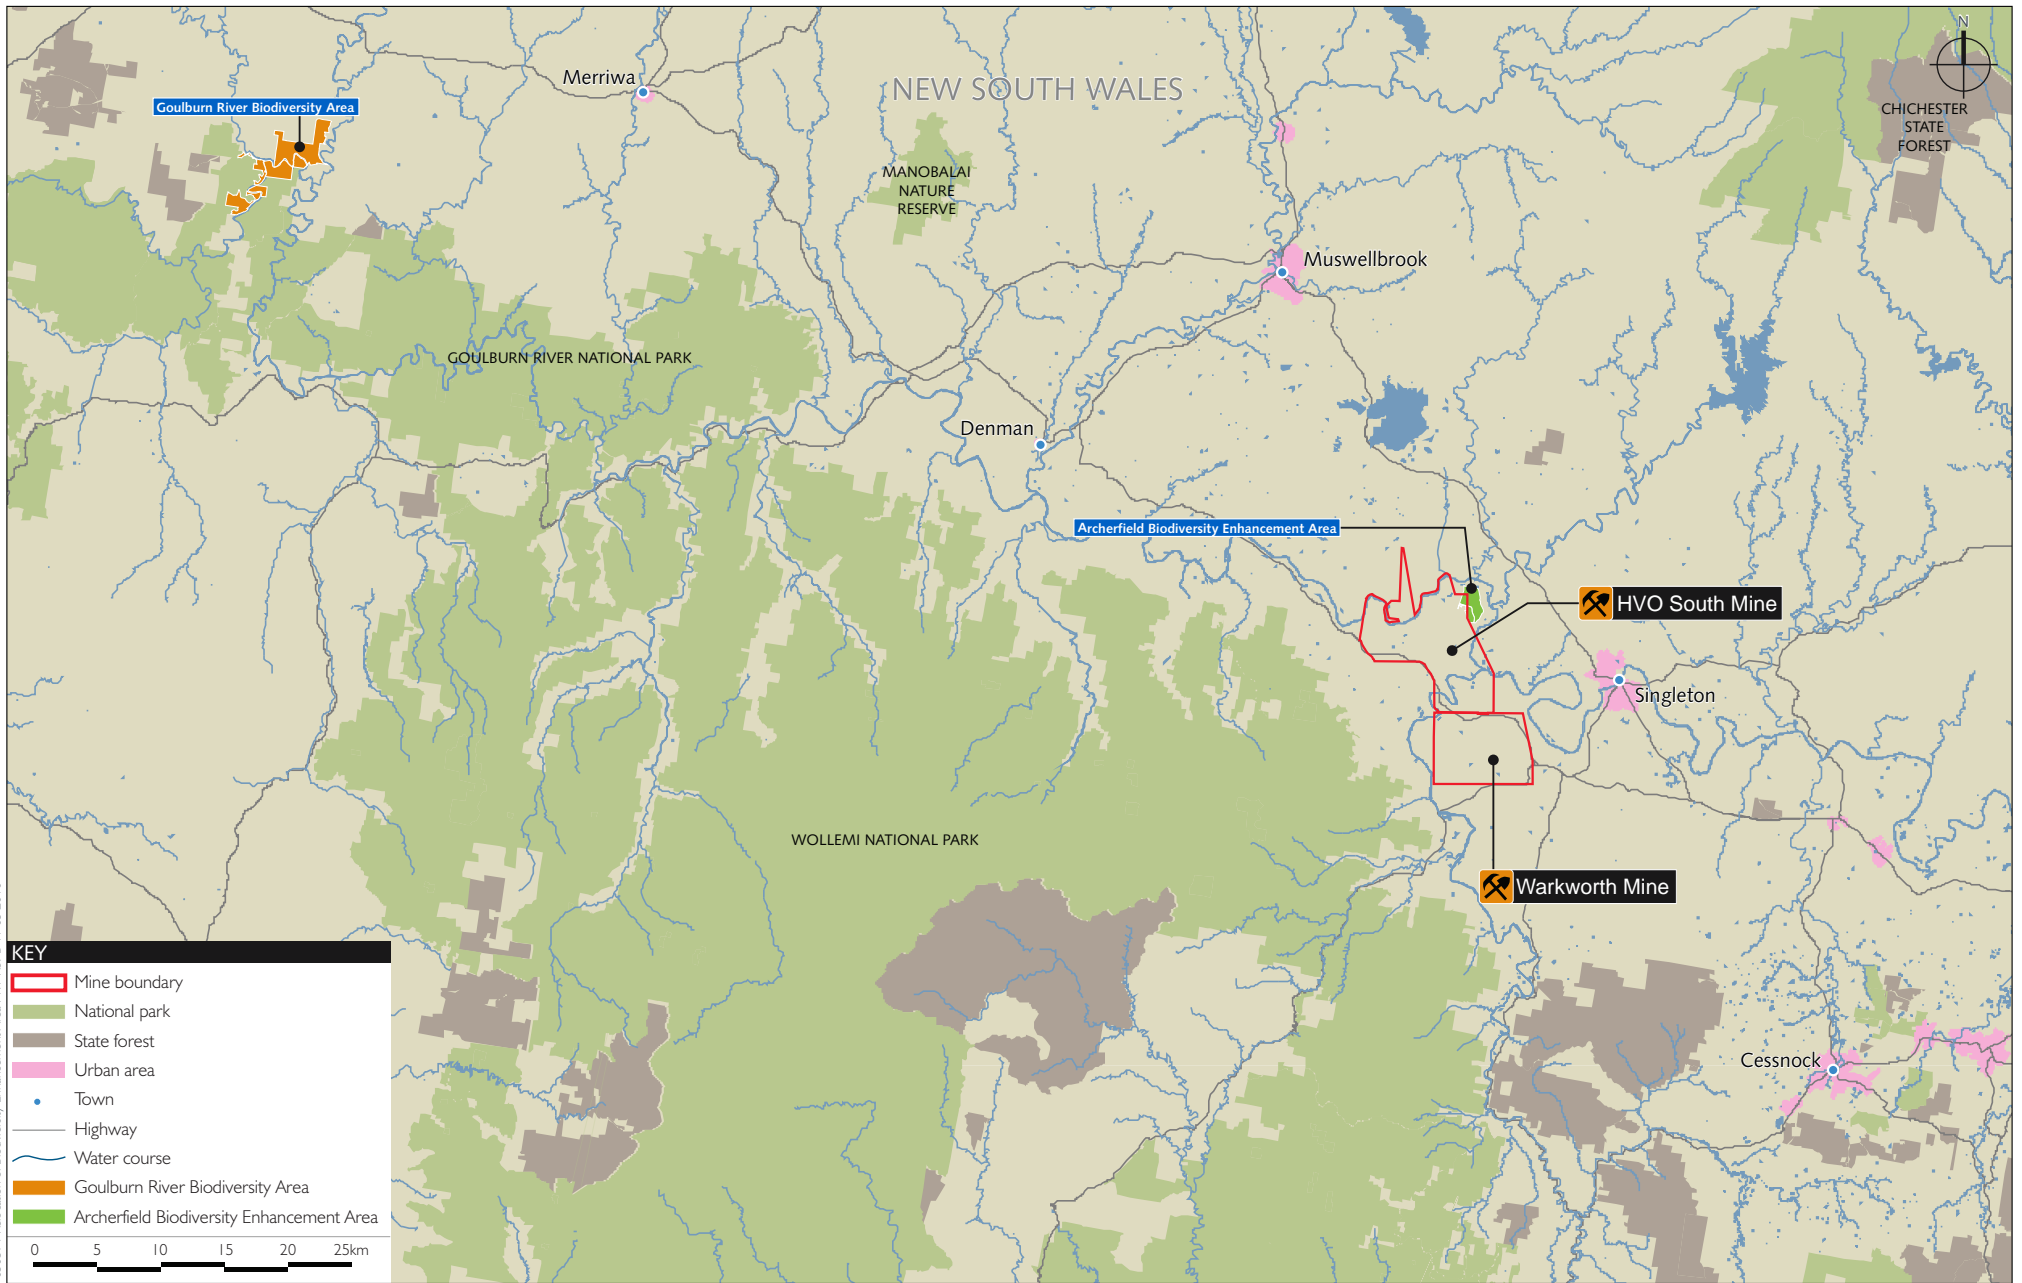 N
NEW SOUTH WALES
Merriwa
Goulburn River Biodiversity Area
CHICHESTER
STATE
FOREST
MANOBALAI
NATURE
RESERVE
Muswellbrook
GOULBURN RIVER NATIONAL PARK
Denman
Archerfield Biodiversity Enhancement Area
HVO South Mine
Singleton
WOLLEMI NATIONAL PARK
Warkworth Mine
Cessnock
KEY
Mine boundary
National park
State forest
Urban area
Town
Highway
Water course
Goulburn River Biodiversity Area
Archerfield Biodiversity Enhancement Area
0 5 10 15 20 25km